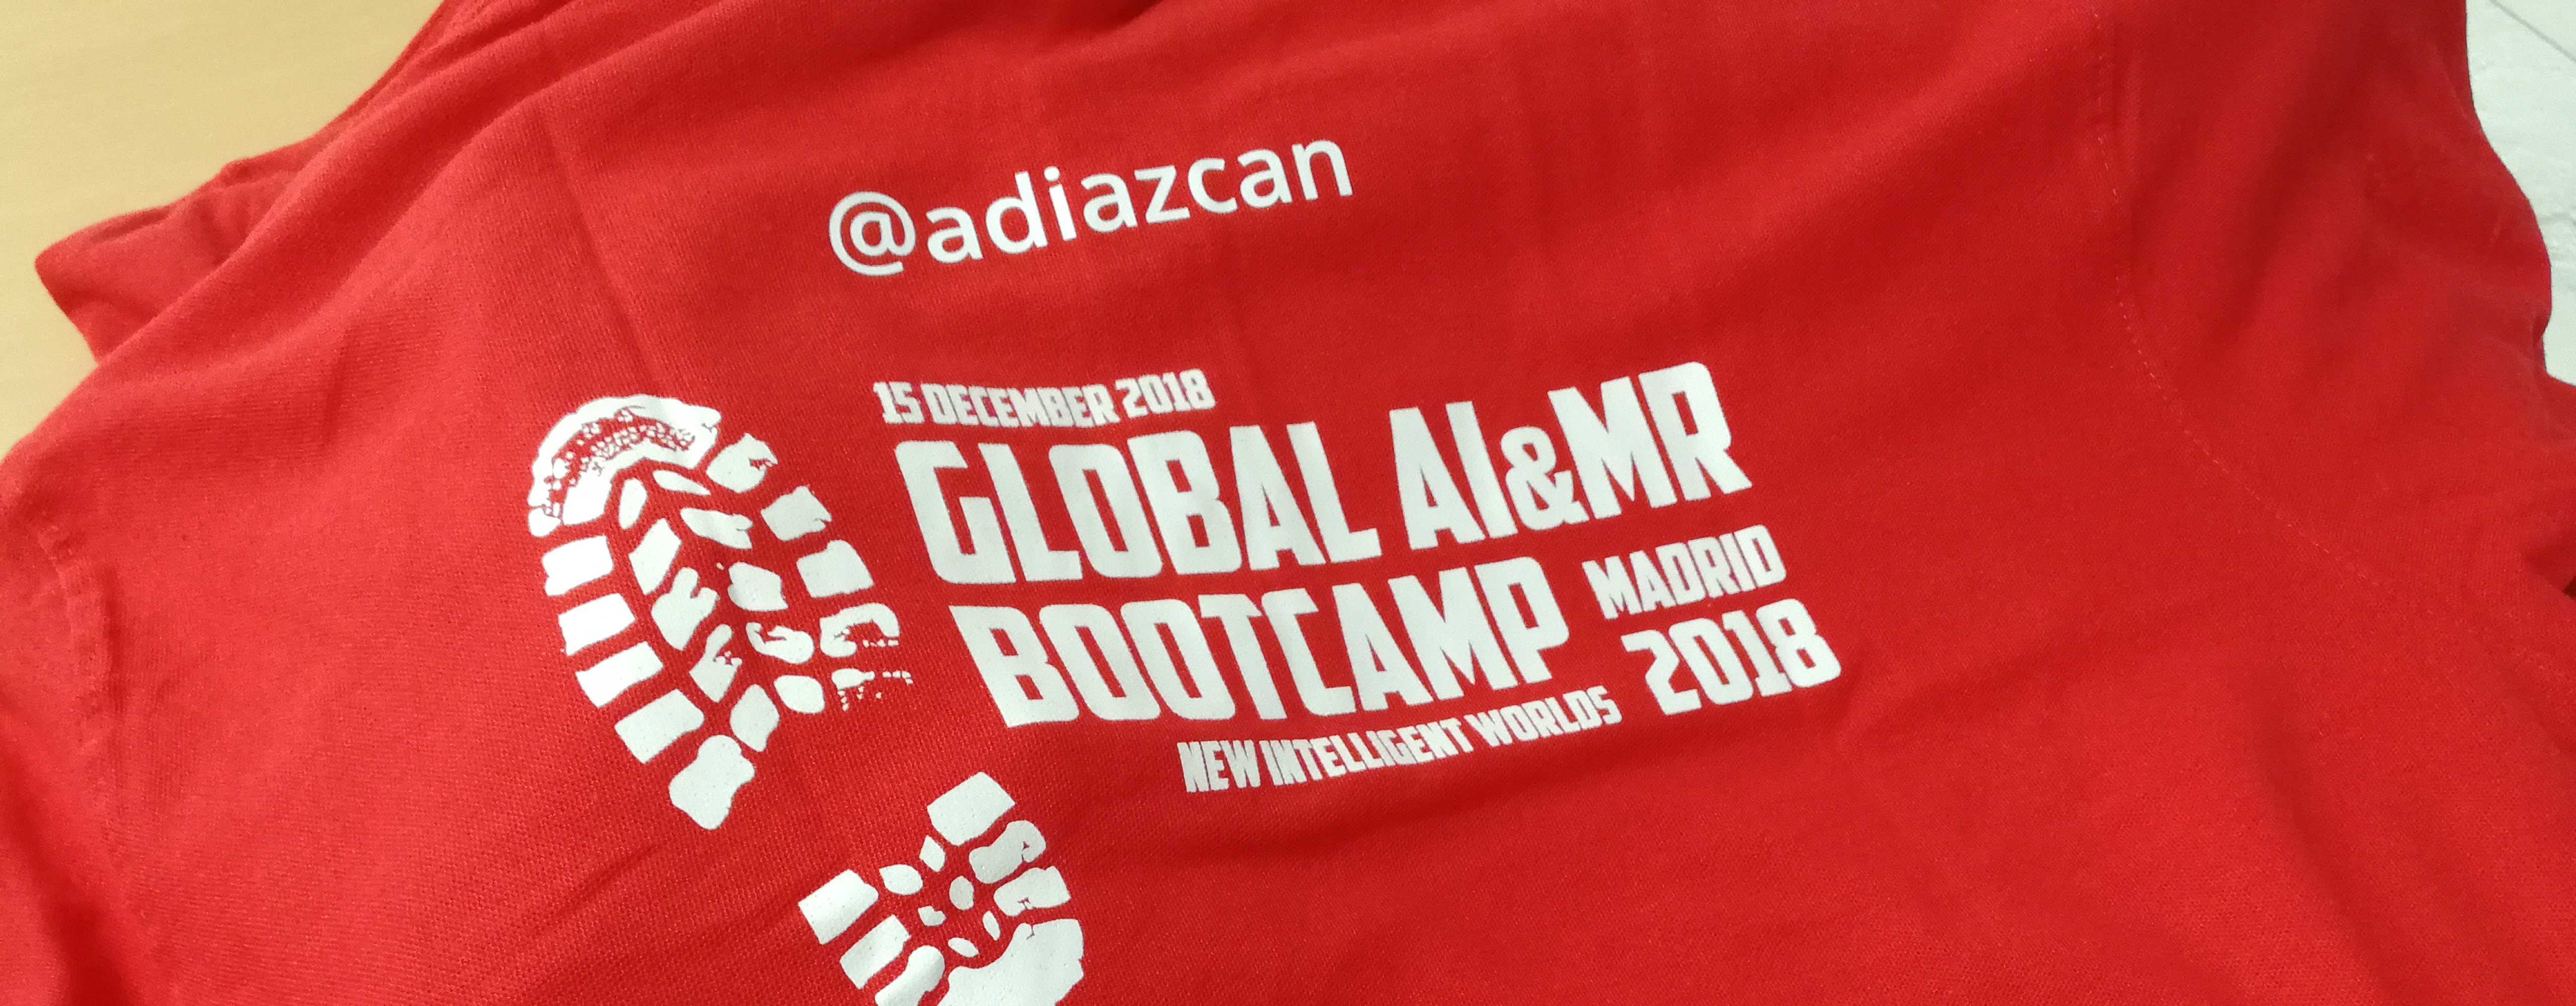 @adiazcan
15 DECEMBER 2018
GLOBAL AI&MR
BOOTCAMP MADRID 2018
NEW INTELLIGENT WORLDS